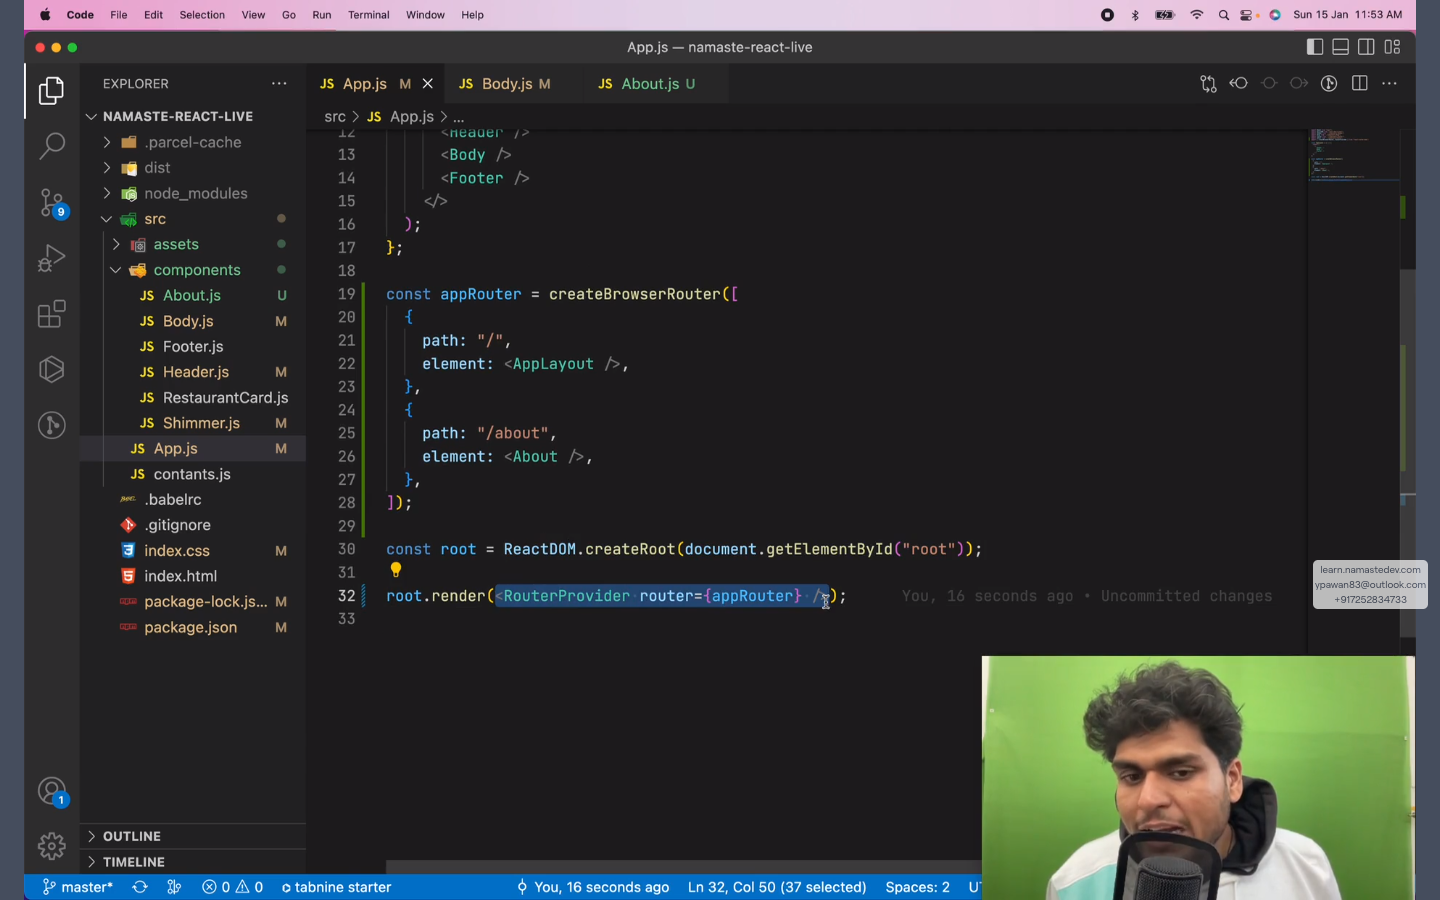 Code File Edit Selection View Go Run Terminal Window Help Sun 15 Jan 11:53 AM
App.js — namaste-react-live
EXPLORER
JS App.js M
JS Body.js M
JS About.js U
NAMASTE-REACT-LIVE
.parcel-cache
dist
node_modules
src
assets
components
JS About.js U
JS Body.js M
JS Footer.js
JS Header.js M
JS RestaurantCard.js
JS Shimmer.js M
JS App.js M
JS contants.js
.babelrc
.gitignore
index.css M
index.html
package-lock.js... M
package.json M
OUTLINE
TIMELINE
9
1
src > JS App.js > ...
12 <Header />
13 <Body />
14 <Footer />
15 </>
16 );
17 };
18
19 const appRouter = createBrowserRouter([
20 {
21 path: "/",
22 element: <AppLayout />,
23 },
24 {
25 path: "/about",
26 element: <About />,
27 },
28 ]);
29
30 const root = ReactDOM.createRoot(document.getElementById("root"));
31
32 root.render(<RouterProvider router={appRouter} />); You, 16 seconds ago • Uncommitted changes
33
learn.namastedev.com
ypawan83@outlook.com
+917252834733
master* 0 0 tabnine starter You, 16 seconds ago Ln 32, Col 50 (37 selected) Spaces: 2